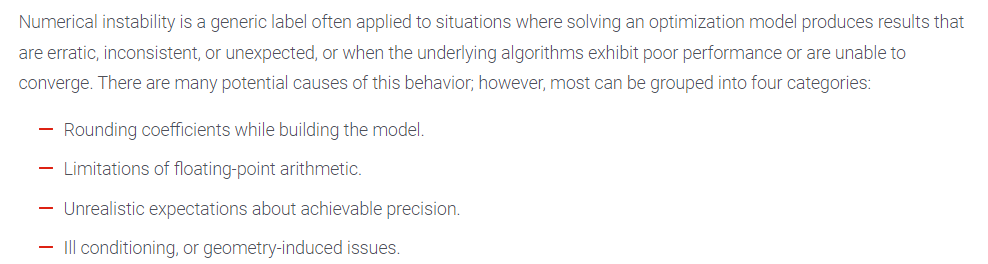 Numerical instability is a generic label often applied to situations where solving an optimization model produces results that
are erratic, inconsistent, or unexpected, or when the underlying algorithms exhibit poor performance or are unable to
converge. There are many potential causes of this behavior; however, most can be grouped into four categories:
— Rounding coefficients while building the model.
— Limitations of floating-point arithmetic.
— Unrealistic expectations about achievable precision.
— Ill conditioning, or geometry-induced issues.